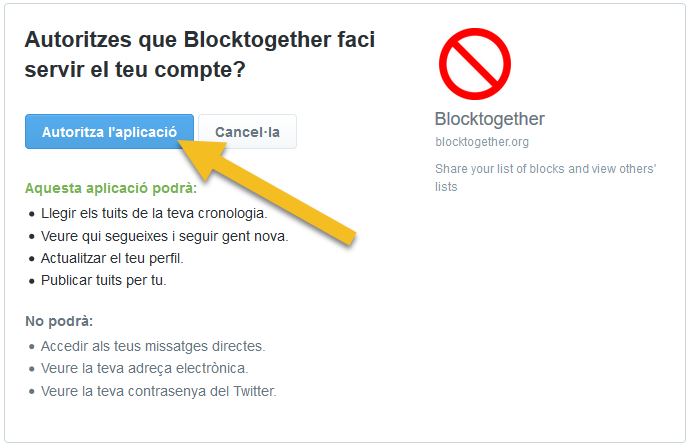 Autoritzes que Blocktogether faci
servir el teu compte?
Autoritza l'aplicació
Cancel·la
Aquesta aplicació podrà:
• Llegir els tuits de la teva cronologia.
• Veure qui segueixes i seguir gent nova.
• Actualitzar el teu perfil.
• Publicar tuits per tu.
No podrà:
• Accedir als teus missatges directes.
• Veure la teva adreça electrònica.
• Veure la teva contrasenya del Twitter.
Blocktogether
blocktogether.org
Share your list of blocks and view others'
lists